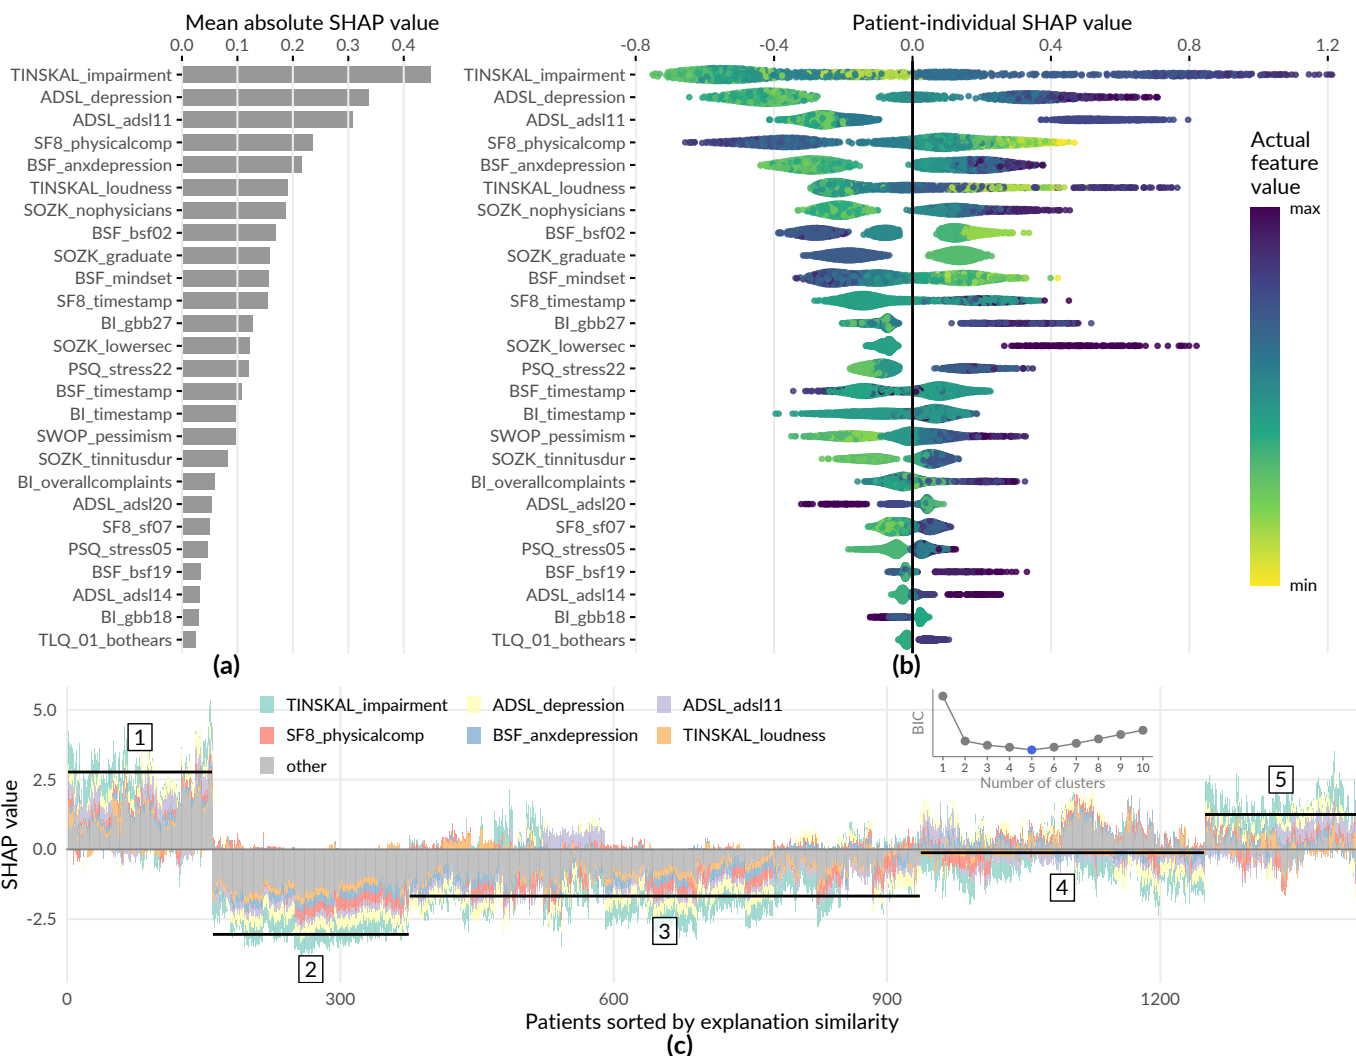 Mean absolute SHAP value
0.0 0.1 0.2 0.3 0.4
TINSKAL_impairment
ADSL_depression
ADSL_adsl11
SF8_physicalcomp
BSF_anxdepression
TINSKAL_loudness
SOZK_nophysicians
BSF_bsf02
SOZK_graduate
BSF_mindset
SF8_timestamp
BI_gbb27
SOZK_lowersec
PSQ_stress22
BSF_timestamp
BI_timestamp
SWOP_pessimism
SOZK_tinnitusdur
BI_overallcomplaints
ADSL_adsl20
SF8_sf07
PSQ_stress05
BSF_bsf19
ADSL_adsl14
BI_gbb18
TLQ_01_bothears
(a)
Patient-individual SHAP value
-0.8 -0.4 0.0 0.4 0.8 1.2
TINSKAL_impairment
ADSL_depression
ADSL_adsl11
SF8_physicalcomp
BSF_anxdepression
TINSKAL_loudness
SOZK_nophysicians
BSF_bsf02
SOZK_graduate
BSF_mindset
SF8_timestamp
BI_gbb27
SOZK_lowersec
PSQ_stress22
BSF_timestamp
BI_timestamp
SWOP_pessimism
SOZK_tinnitusdur
BI_overallcomplaints
ADSL_adsl20
SF8_sf07
PSQ_stress05
BSF_bsf19
ADSL_adsl14
BI_gbb18
TLQ_01_bothears
(b)
Actual
feature
value
max
min
TINSKAL_impairment ADSL_depression ADSL_adsl11
SF8_physicalcomp BSF_anxdepression TINSKAL_loudness
other
BIC
1 2 3 4 5 6 7 8 9 10
Number of clusters
SHAP value
5.0
2.5
0.0
-2.5
1
2
3
4
5
0 300 600 900 1200
Patients sorted by explanation similarity
(c)